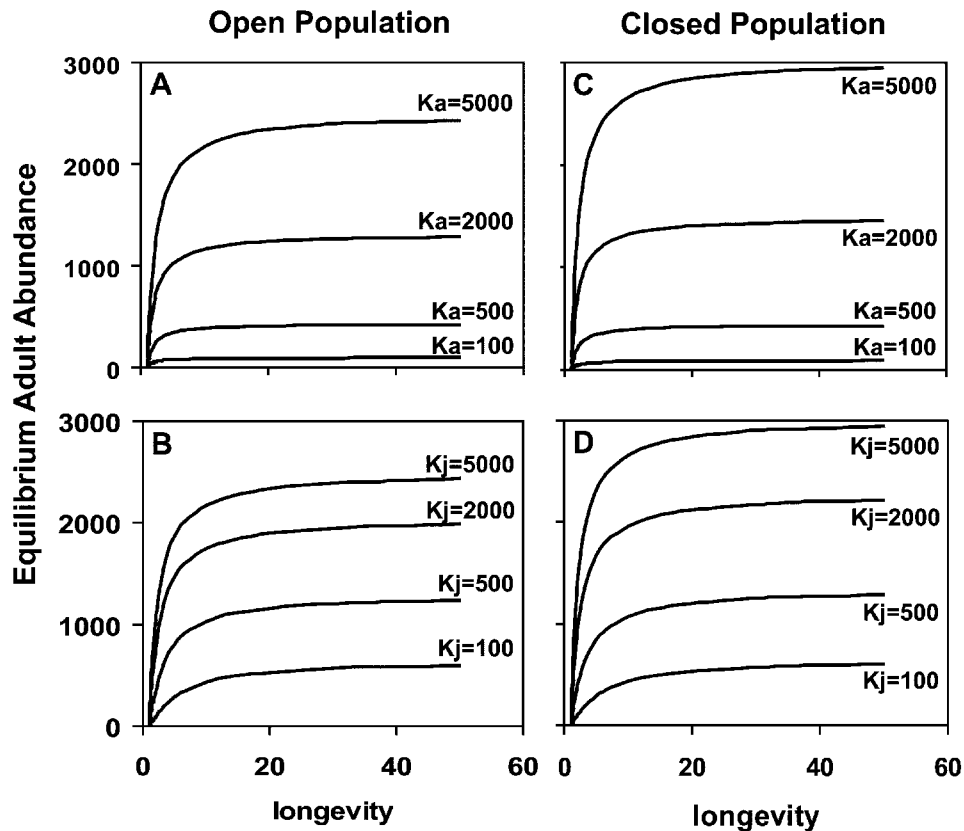 Open Population
Closed Population
Equilibrium Adult Abundance
A
3000
2000
1000
0
Ka=5000
Ka=2000
Ka=500
Ka=100
C
Ka=5000
Ka=2000
Ka=500
Ka=100
B
3000
2000
1000
0
Kj=5000
Kj=2000
Kj=500
Kj=100
0 20 40 60
longevity
D
Kj=5000
Kj=2000
Kj=500
Kj=100
0 20 40 60
longevity